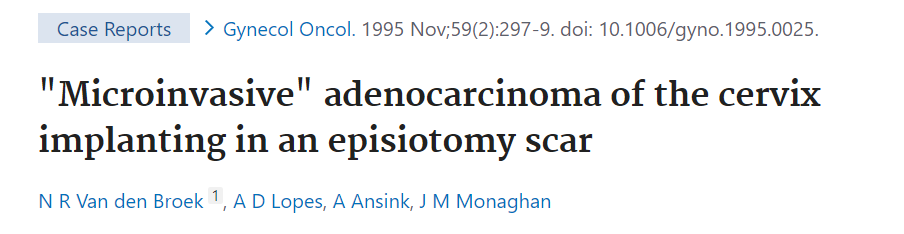 Case Reports > Gynecol Oncol. 1995 Nov;59(2):297-9. doi: 10.1006/gyno.1995.0025.
"Microinvasive" adenocarcinoma of the cervix
implanting in an episiotomy scar
N R Van den Broek 1, A D Lopes, A Ansink, J M Monaghan